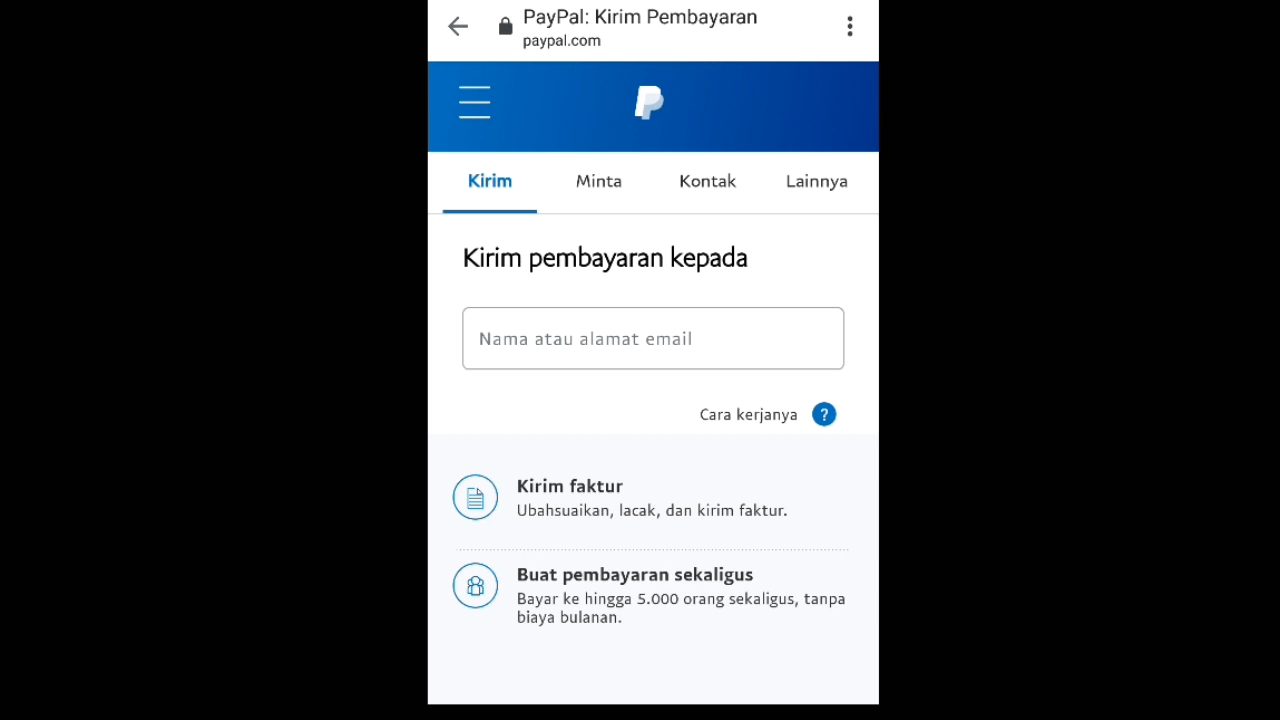 PayPal: Kirim Pembayaran
paypal.com
Kirim
Minta
Kontak
Lainnya
Kirim pembayaran kepada
Nama atau alamat email
Cara kerjanya ?
Kirim faktur
Ubahsuaikan, lacak, dan kirim faktur.
Buat pembayaran sekaligus
Bayar ke hingga 5.000 orang sekaligus, tanpa
biaya bulanan.